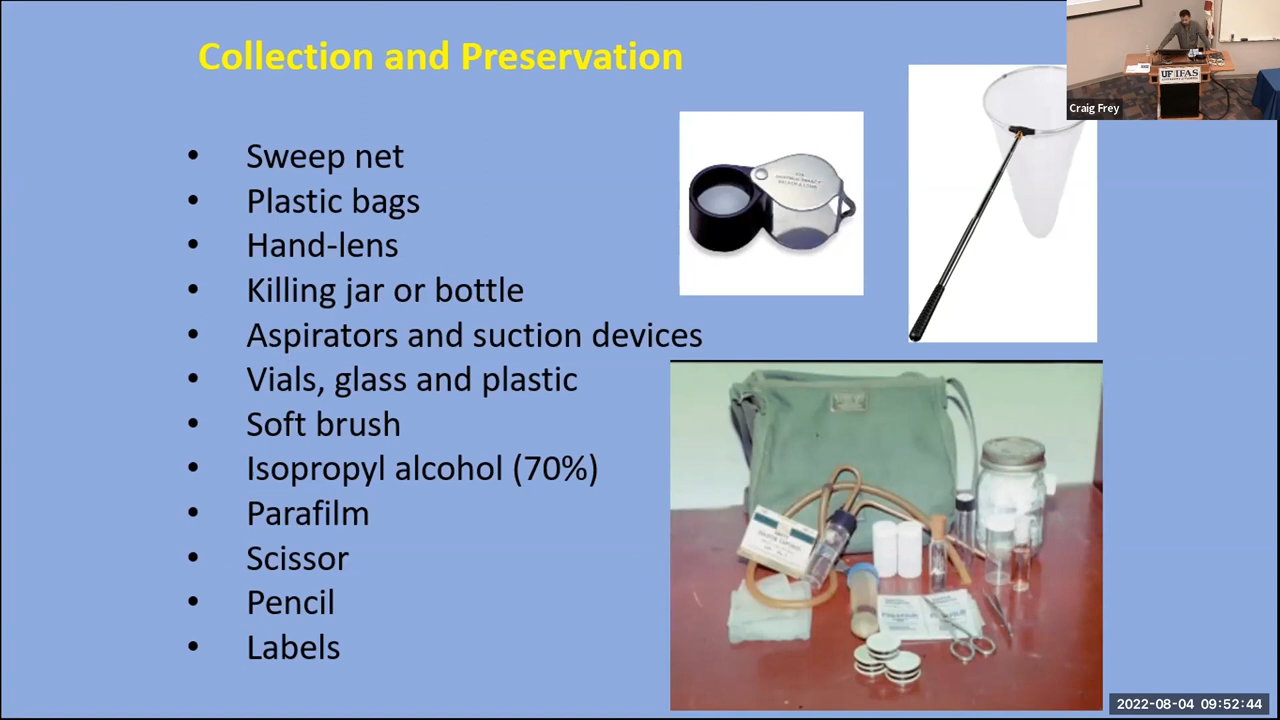 Collection and Preservation
• Sweep net
• Plastic bags
• Hand-lens
• Killing jar or bottle
• Aspirators and suction devices
• Vials, glass and plastic
• Soft brush
• Isopropyl alcohol (70%)
• Parafilm
• Scissor
• Pencil
• Labels
UF IFAS
Craig Frey
2022-08-04 09:52:44